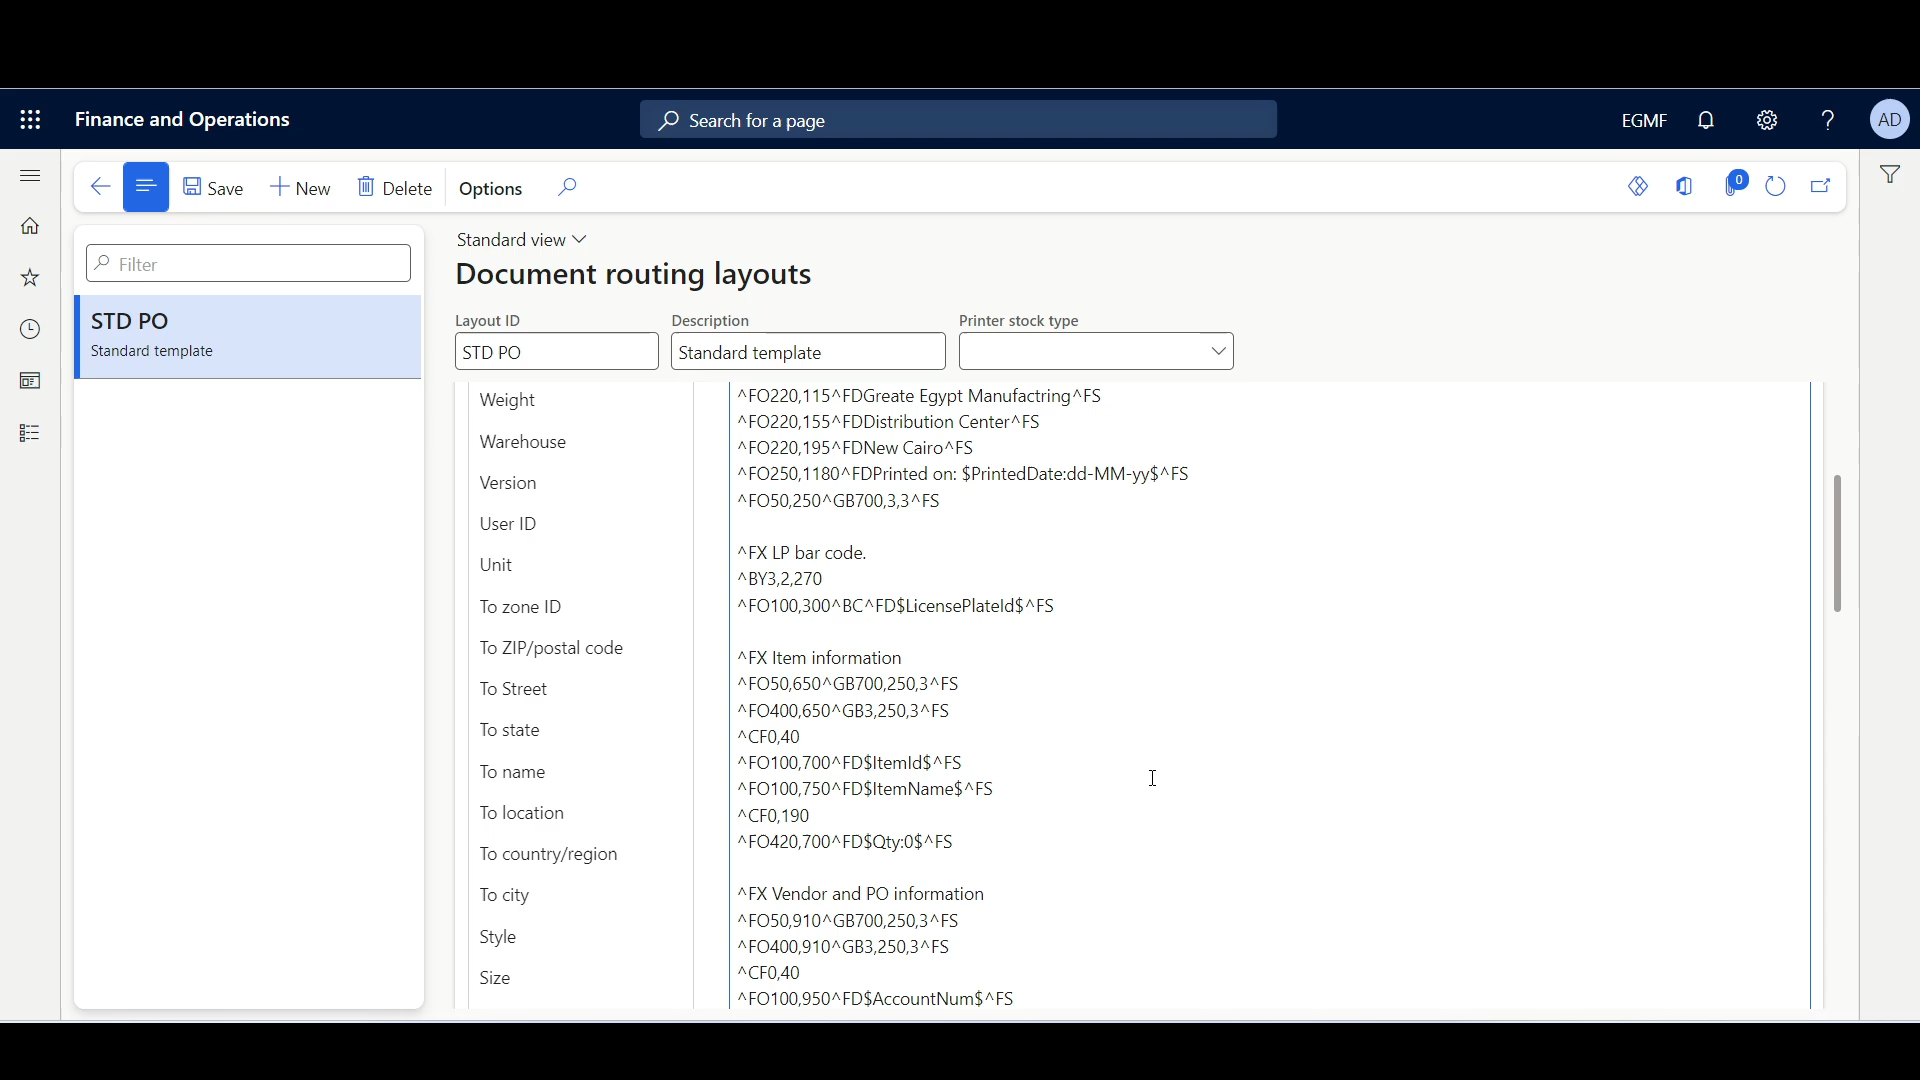 Finance and Operations
Search for a page
EGMF
?
AD
Save
New
Delete
Options
0
Filter
STD PO
Standard template
Standard view
Document routing layouts
Layout ID
Description
Printer stock type
STD PO
Standard template
Weight
Warehouse
Version
User ID
Unit
To zone ID
To ZIP/postal code
To Street
To state
To name
To location
To country/region
To city
Style
Size
^FO220,115^FDGreate Egypt Manufactring^FS
^FO220,155^FDDistribution Center^FS
^FO220,195^FDNew Cairo^FS
^FO250,1180^FDPrinted on: $PrintedDate:dd-MM-yy$^FS
^FO50,250^GB700,3,3^FS
^FX LP bar code.
^BY3,2,270
^FO100,300^BC^FD$LicensePlateId$^FS
^FX Item information
^FO50,650^GB700,250,3^FS
^FO400,650^GB3,250,3^FS
^CF0,40
^FO100,700^FD$ItemId$^FS
^FO100,750^FD$ItemName$^FS
^CF0,190
^FO420,700^FD$Qty:0$^FS
^FX Vendor and PO information
^FO50,910^GB700,250,3^FS
^FO400,910^GB3,250,3^FS
^CF0,40
^FO100,950^FD$AccountNum$^FS